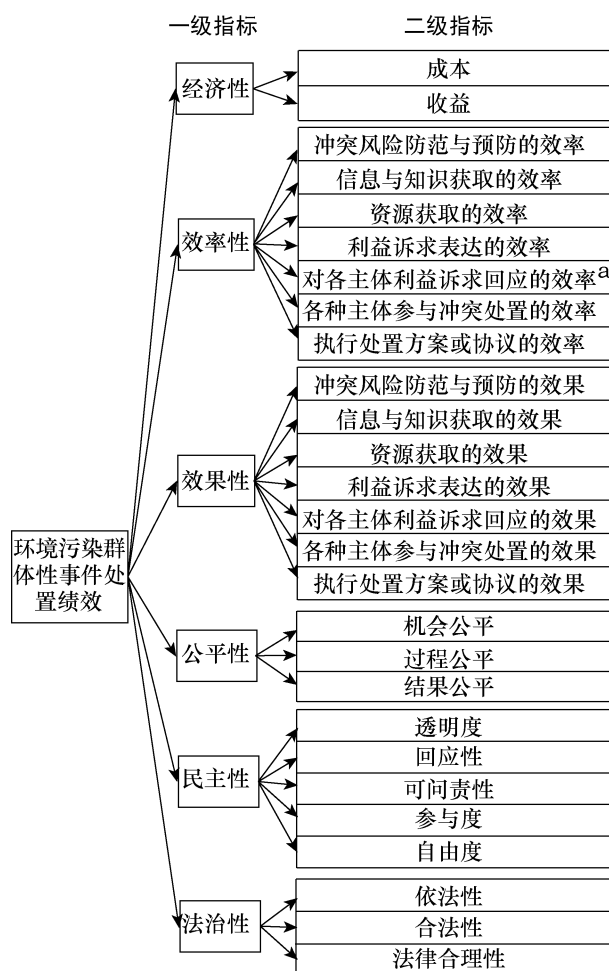 一级指标
二级指标
经济性
成本
收益
效率性
冲突风险防范与预防的效率
信息与知识获取的效率
资源获取的效率
利益诉求表达的效率
对各主体利益诉求回应的效率a
各种主体参与冲突处置的效率
执行处置方案或协议的效率
效果性
冲突风险防范与预防的效果
信息与知识获取的效果
资源获取的效果
利益诉求表达的效果
对各主体利益诉求回应的效果
各种主体参与冲突处置的效果
执行处置方案或协议的效果
环境污染群
体性事件处
置绩效
公平性
机会公平
过程公平
结果公平
民主性
透明度
回应性
可问责性
参与度
自由度
法治性
依法性
合法性
法律合理性